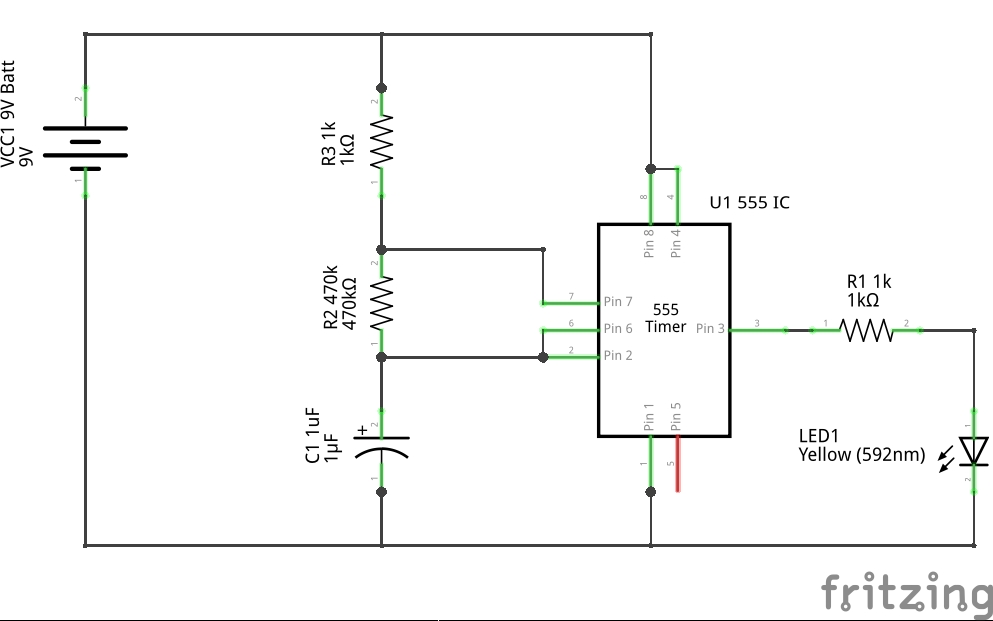 VCC1 9V Batt
9V
2
1
R3 1k
1kΩ
2
1
R2 470k
470kΩ
2
1
C1 1uF
1µF
+
2
1
U1 555 IC
8
4
Pin 8
Pin 4
7
Pin 7
6
Pin 6
2
Pin 2
555
Timer
Pin 3
3
Pin 1
Pin 5
1
5
R1 1k
1kΩ
1
2
LED1
Yellow (592nm)
1
2
fritzing